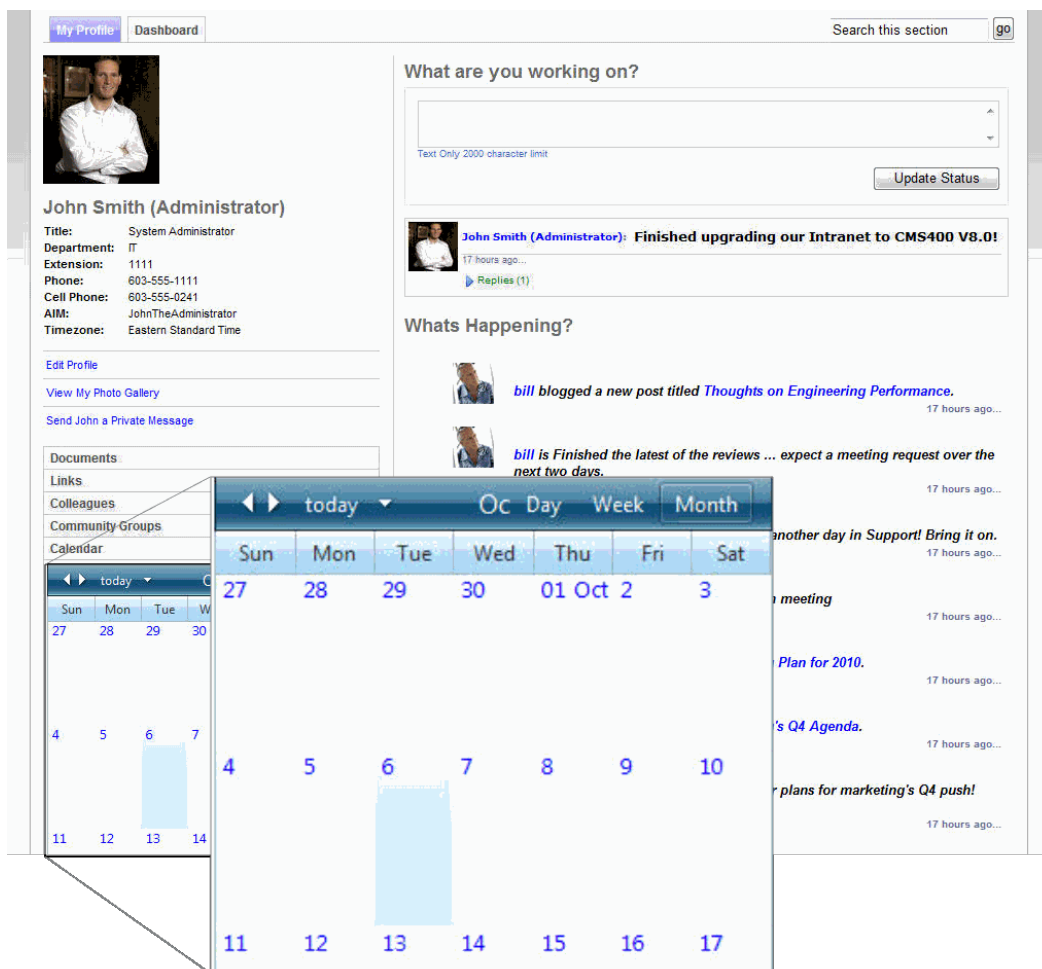 My Profile Dashboard Search this section go
What are you working on?
Text Only 2000 character limit
Update Status
John Smith (Administrator)
Title: System Administrator
Department: IT
Extension: 1111
Phone: 603-555-1111
Cell Phone: 603-555-0241
AIM: JohnTheAdministrator
Timezone: Eastern Standard Time
Edit Profile
View My Photo Gallery
Send John a Private Message
Documents
Links
Colleagues
Community Groups
Calendar
today
Sun Mon Tue W
27 28 29 30
4 5 6 7
11 12 13 14
John Smith (Administrator): Finished upgrading our Intranet to CMS400 V8.0!
17 hours ago...
Replies (1)
Whats Happening?
bill blogged a new post titled Thoughts on Engineering Performance.
17 hours ago...
bill is Finished the latest of the reviews ... expect a meeting request over the
next two days.
17 hours ago...
another day in Support! Bring it on.
17 hours ago...
meeting
17 hours ago...
Plan for 2010.
17 hours ago...
's Q4 Agenda.
17 hours ago...
plans for marketing's Q4 push!
17 hours ago...
today Oc Day Week Month
Sun Mon Tue Wed Thu Fri Sat
27 28 29 30 01 Oct 2 3
4 5 6 7 8 9 10
11 12 13 14 15 16 17